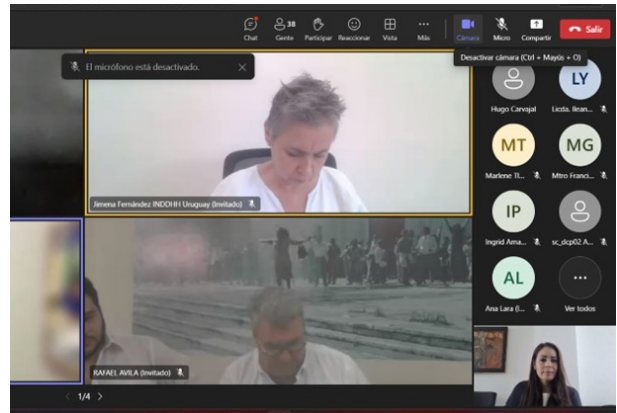 38
Chat
Gente
Participar
Reaccionar
Vista
Más
Cámara
Micro
Compartir
Salir
El micrófono está desactivado.
Desactivar cámara (Ctrl + Mayús + O)
LY
Hugo Carvajal
Licda. Ilean...
MT
MG
Marlene Tl...
Mtro Franci...
Jimena Fernández INDDHH Uruguay (Invitado)
IP
Ingrid Ama...
sc_dcp02 A...
AL
Ana Lara (I...
Ver todos
RAFAEL AVILA (Invitado)
1/4